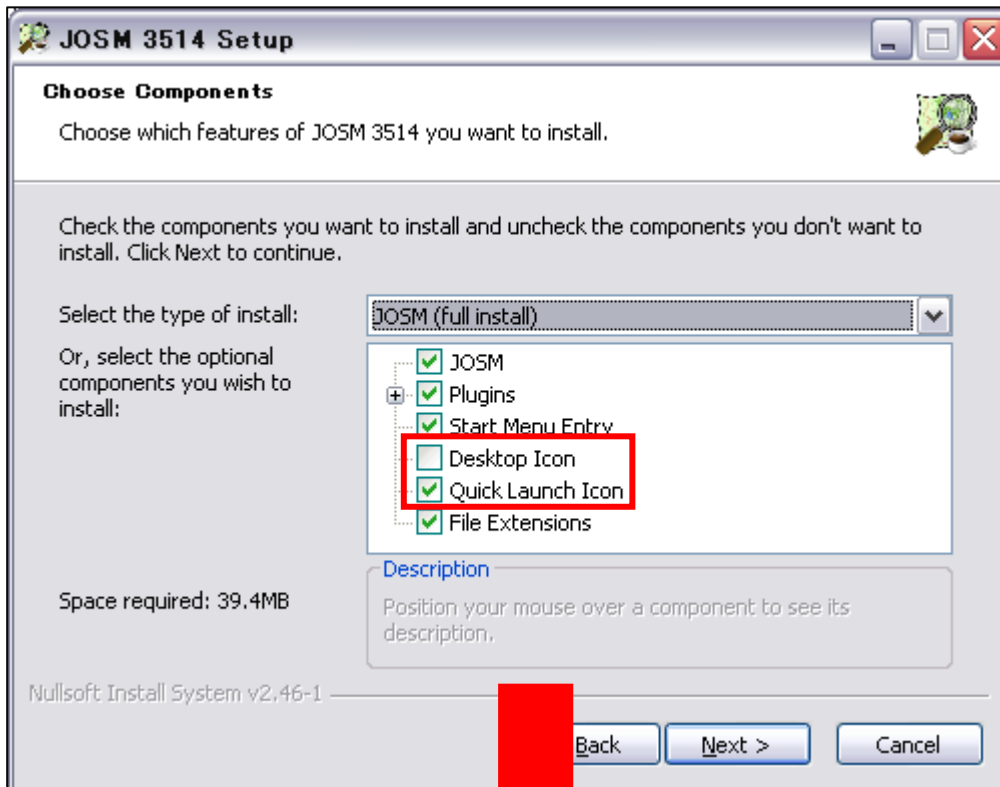 JOSM 3514 Setup
Choose Components
Choose which features of JOSM 3514 you want to install.
Check the components you want to install and uncheck the components you don't want to
install. Click Next to continue.
Select the type of install:
JOSM (full install)
Or, select the optional
components you wish to
install:
JOSM
Plugins
Start Menu Entry
Desktop Icon
Quick Launch Icon
File Extensions
Space required: 39.4MB
Description
Position your mouse over a component to see its
description.
Nullsoft Install System v2.46-1
Back
Next >
Cancel